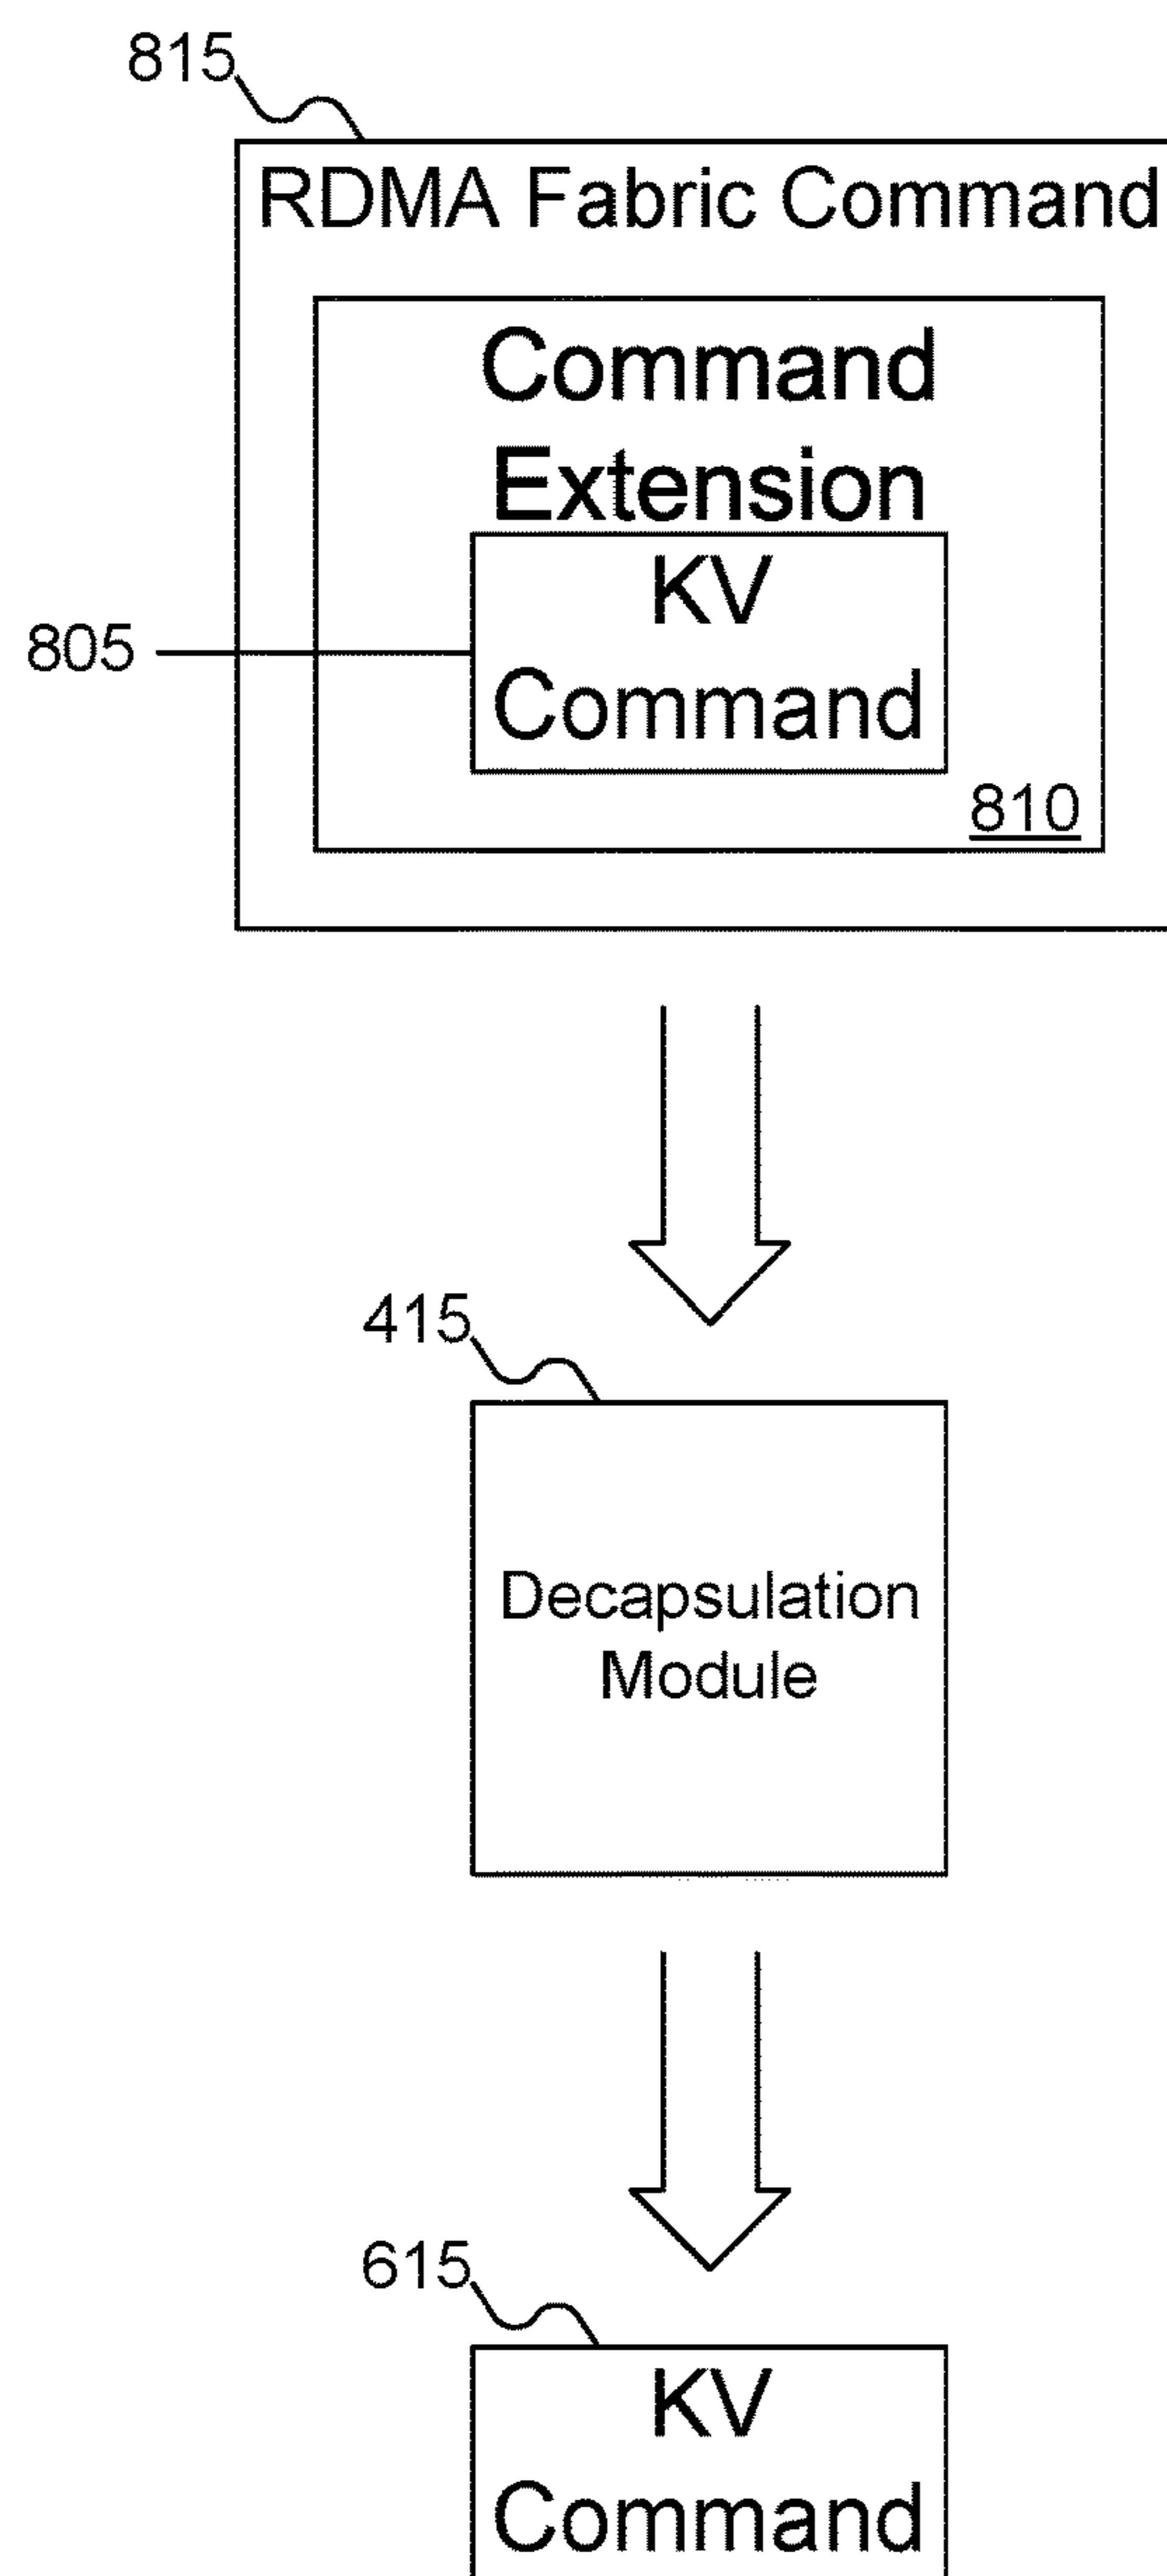 815
RDMA Fabric Command
Command
Extension
KV
805
Command
810
415
Decapsulation
Module
615
KV
Command